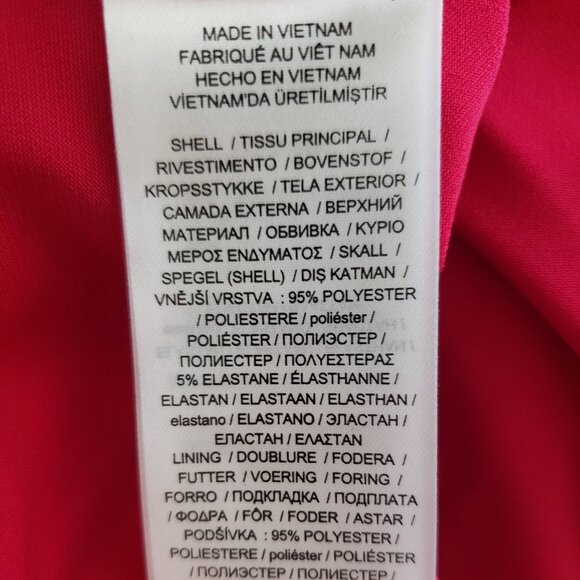 MADE IN VIETNAM
FABRIQUÉ AU VIÊT NAM
HECHO EN VIETNAM
VİETNAM'DA ÜRETİLMİŞTİR
SHELL / TISSU PRINCIPAL /
RIVESTIMENTO / BOVENSTOF /
KROPSSTYKKE / TELA EXTERIOR /
CAMADA EXTERNA / ВЕРХНИЙ
МАТЕРИАЛ / ОБВИВКА / ΚΥΡΙΟ
ΜΕΡΟΣ ΕΝΔΥΜΑΤΟΣ / SKALL /
SPEGEL (SHELL) / DIŞ KATMAN /
VNĚJŠÍ VRSTVA : 95% POLYESTER
/ POLIESTERE / poliéster /
POLIÉSTER / ПОЛИЭСТЕР /
ПОЛИЕСТЕР / ΠΟΛΥΕΣΤΕΡΑΣ
5% ELASTANE / ÉLASTHANNE /
ELASTAN / ELASTAAN / ELASTHAN /
elastano / ELASTANO / ЭЛАСТАН /
ЕЛАСТАН / ΕΛΑΣΤΑΝ
LINING / DOUBLURE / FODERA /
FUTTER / VOERING / FORING /
FORRO / ПОДКЛАДКА / ПОДПЛАТА
/ ΦΟΔΡΑ / FÔR / FODER / ASTAR /
PODŠÍVKA : 95% POLYESTER /
POLIESTERE / poliéster / POLIÉSTER
/ ПОЛИЭСТЕР / ПОЛИЕСТЕР /